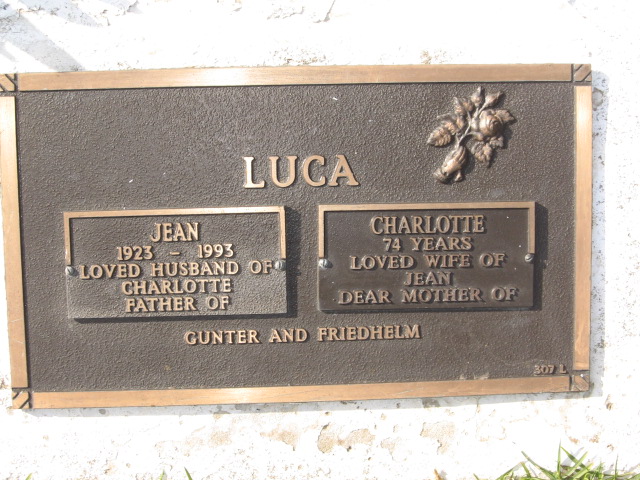 LUCA
JEAN
1923 - 1993
LOVED HUSBAND OF
CHARLOTTE
FATHER OF
CHARLOTTE
74 YEARS
LOVED WIFE OF
JEAN
DEAR MOTHER OF
GUNTER AND FRIEDHELM
307 L